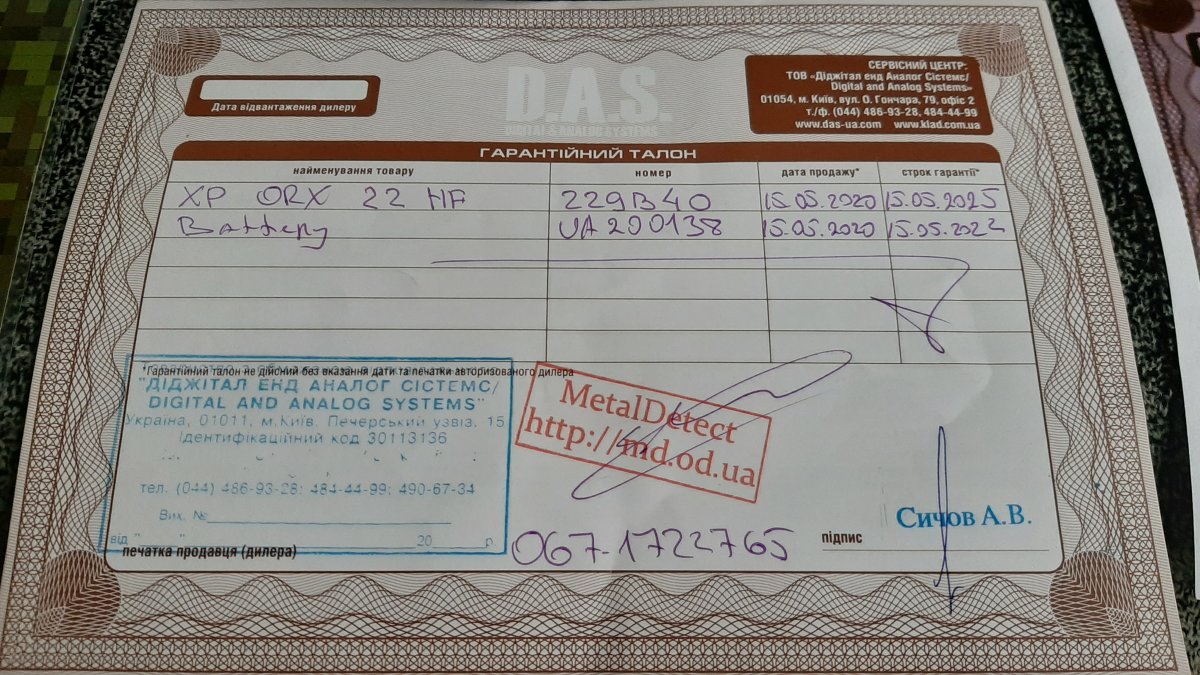 D.A.S.
DIGITAL & ANALOG SYSTEMS
Дата відвантаження дилеру
СЕРВІСНИЙ ЦЕНТР:
ТОВ «Діджітал енд Аналог Сістемс/
Digital and Analog Systems»
01054, м. Київ, вул. О. Гончара, 79, офіс 2
т./ф. (044) 486-93-28, 484-44-99
www.das-ua.com www.klad.com.ua
ГАРАНТІЙНИЙ ТАЛОН
найменування товару номер дата продажу* строк гарантії*
XP ORX 22 HF 229B40 15.05.2020 15.05.2025
Battery UA290138 15.05.2020 15.05.2022
*Гарантійний талон не дійсний без вказання дати та печатки авторизованого дилера
"ДІДЖІТАЛ ЕНД АНАЛОГ СІСТЕМС/
DIGITAL AND ANALOG SYSTEMS"
Україна, 01011, м.Київ, Печерський узвіз, 15
Ідентифікаційний код 30113136
тел. (044) 486-93-28; 484-44-99; 490-67-34
Вих. №
від " " 20 р.
печатка продавця (дилера)
MetalDetect
http://md.od.ua
067-1722765
підпис
Сичов А.В.